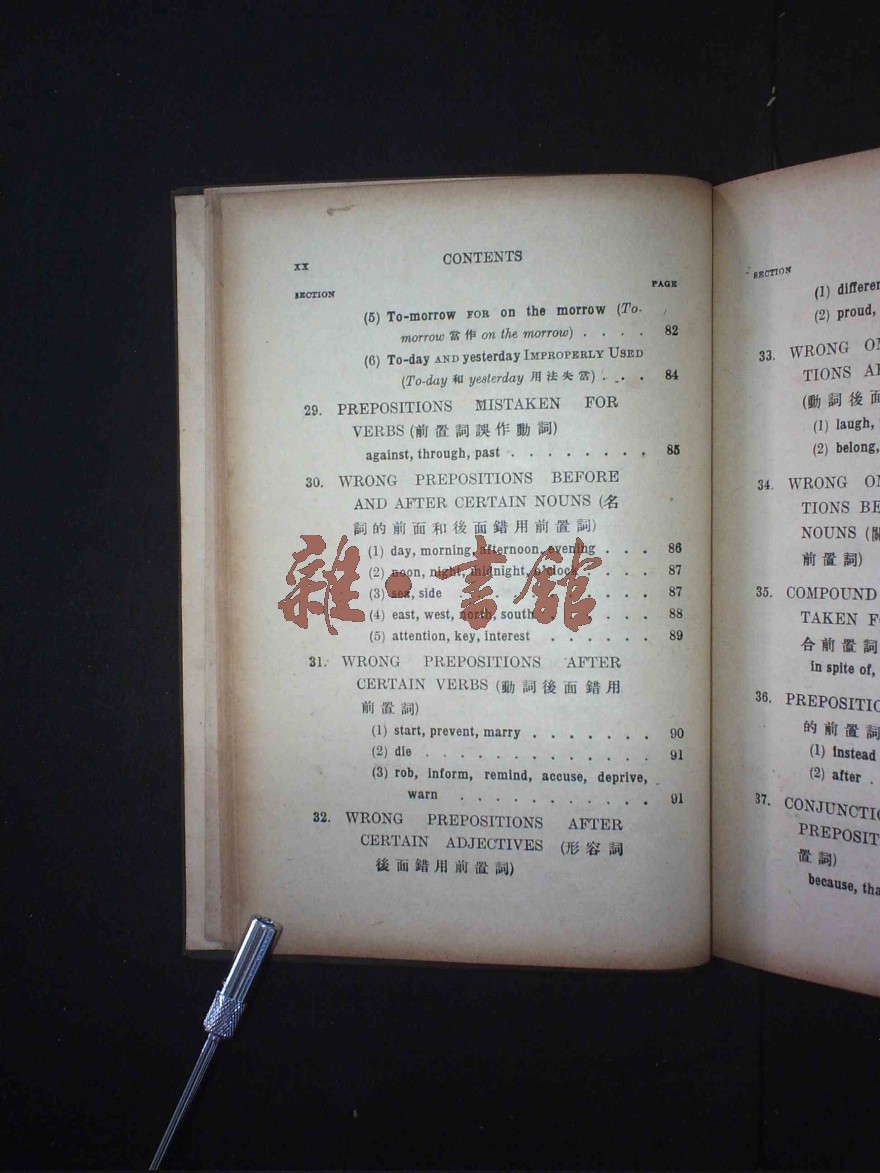 xx CONTENTS
SECTION PAGE
(5) To-morrow FOR on the morrow (To-
morrow 當作 on the morrow) . . . . 82
(6) To-day AND yesterday IMPROPERLY USED
(To-day 和 yesterday 用法失當) . . . 84
29. PREPOSITIONS MISTAKEN FOR
VERBS (前置詞誤作動詞)
against, through, past . . . . . . . . 85
30. WRONG PREPOSITIONS BEFORE
AND AFTER CERTAIN NOUNS (名
詞的前面和後面錯用前置詞)
(1) day, morning, afternoon, evening . . . 86
(2) noon, night, midnight, o'clock . . . . 87
(3) sea, side . . . . . . . . . . 87
(4) east, west, north, south . . . . . . 88
(5) attention, key, interest . . . . . . 89
31. WRONG PREPOSITIONS AFTER
CERTAIN VERBS (動詞後面錯用
前置詞)
(1) start, prevent, marry . . . . . . . 90
(2) die . . . . . . . . . . . . . 91
(3) rob, inform, remind, accuse, deprive,
warn . . . . . . . . . . . 91
32. WRONG PREPOSITIONS AFTER
CERTAIN ADJECTIVES (形容詞
後面錯用前置詞)
雜·書館
SECTION
(1) differen
(2) proud,
33. WRONG OM
TIONS AF
(動詞後面
(1) laugh,
(2) belong,
34. WRONG OM
TIONS BE
NOUNS (
前置詞)
35. COMPOUND
TAKEN F
合前置詞
in spite of,
36. PREPOSITIO
的前置詞
(1) instead
(2) after .
37. CONJUNCTIO
PREPOSIT
置詞)
because, tha